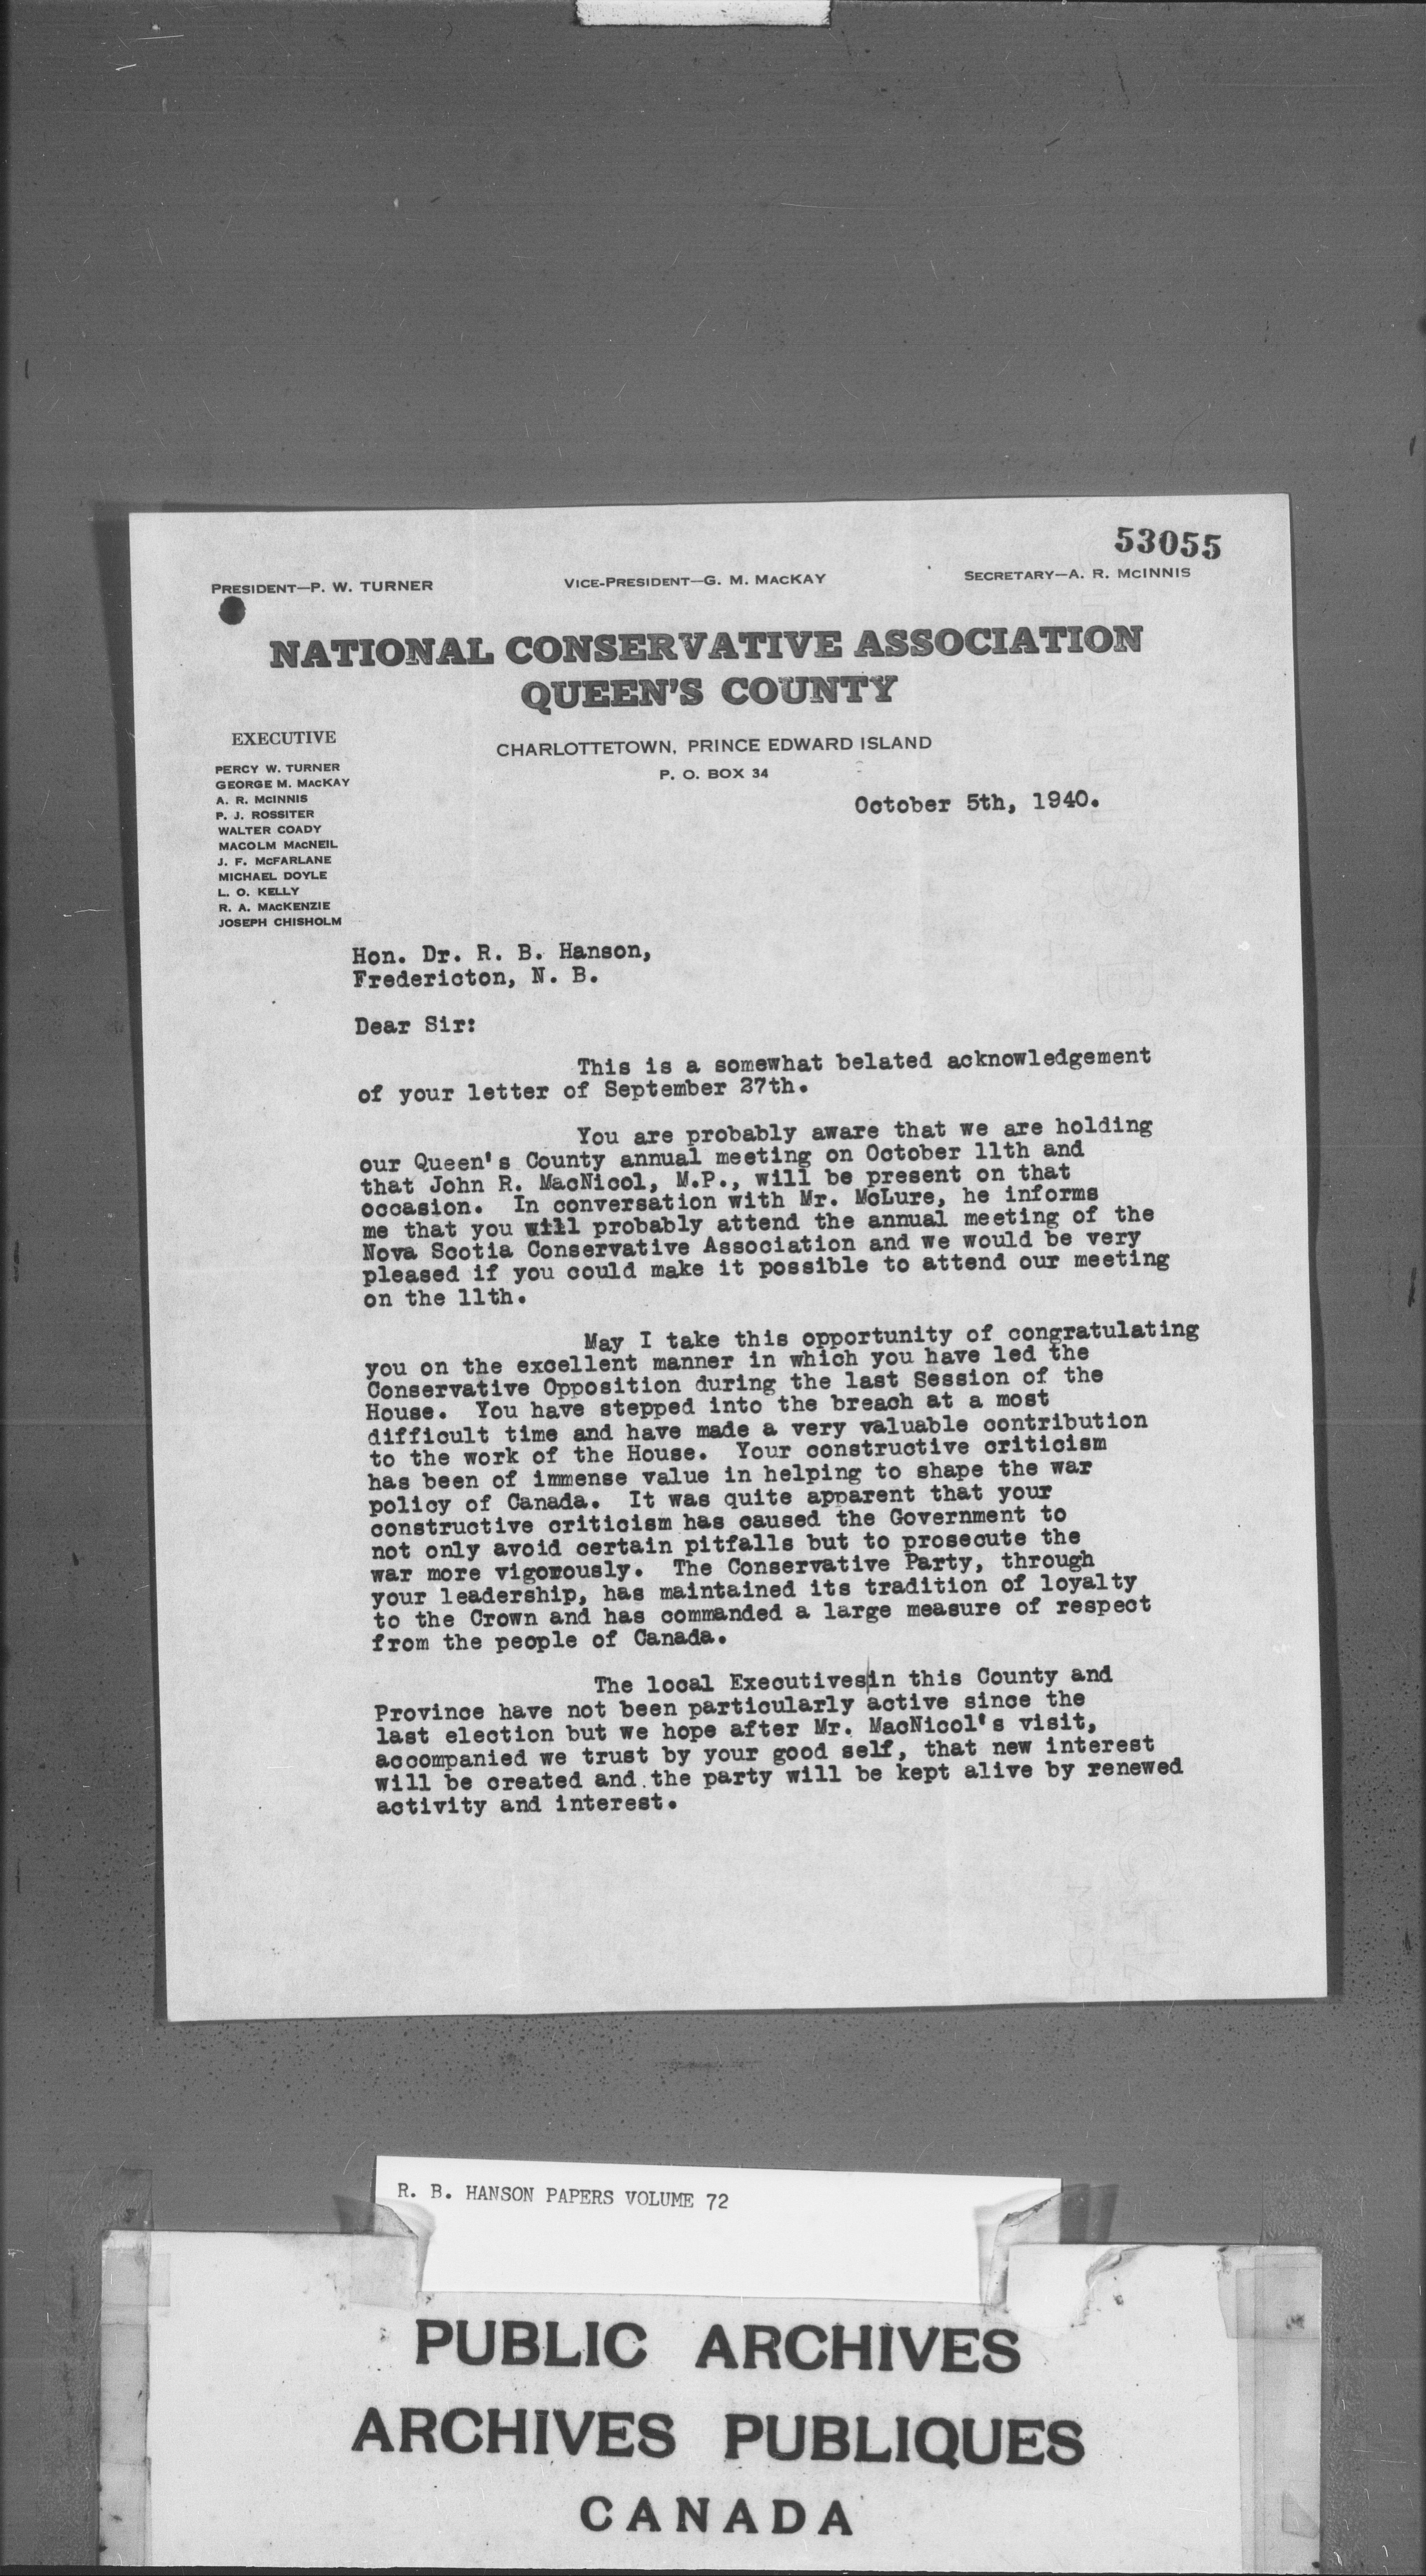 53055
PRESIDENT—P. W. TURNER VICE-PRESIDENT—G. M. MACKAY SECRETARY—A. R. MCINNIS
NATIONAL CONSERVATIVE ASSOCIATION
QUEEN'S COUNTY
CHARLOTTETOWN, PRINCE EDWARD ISLAND
P. O. BOX 34
EXECUTIVE
PERCY W. TURNER
GEORGE M. MACKAY
A. R. MCINNIS
P. J. ROSSITER
WALTER COADY
MACOLM MACNEIL
J. F. MCFARLANE
MICHAEL DOYLE
L. O. KELLY
R. A. MACKENZIE
JOSEPH CHISHOLM
October 5th, 1940.
Hon. Dr. R. B. Hanson,
Fredericton, N. B.
Dear Sir:
This is a somewhat belated acknowledgement
of your letter of September 27th.
You are probably aware that we are holding
our Queen's County annual meeting on October 11th and
that John R. MacNicol, M.P., will be present on that
occasion. In conversation with Mr. McLure, he informs
me that you will probably attend the annual meeting of the
Nova Scotia Conservative Association and we would be very
pleased if you could make it possible to attend our meeting
on the 11th.
May I take this opportunity of congratulating
you on the excellent manner in which you have led the
Conservative Opposition during the last Session of the
House. You have stepped into the breach at a most
difficult time and have made a very valuable contribution
to the work of the House. Your constructive criticism
has been of immense value in helping to shape the war
policy of Canada. It was quite apparent that your
constructive criticism has caused the Government to
not only avoid certain pitfalls but to prosecute the
war more vigorously. The Conservative Party, through
your leadership, has maintained its tradition of loyalty
to the Crown and has commanded a large measure of respect
from the people of Canada.
The local Executives|in this County and
Province have not been particularly active since the
last election but we hope after Mr. MacNicol's visit,
accompanied we trust by your good self, that new interest
will be created and.the party will be kept alive by renewed
activity and interest.
R. B. HANSON PAPERS VOLUME 72
PUBLIC ARCHIVES
ARCHIVES PUBLIQUES
CANADA